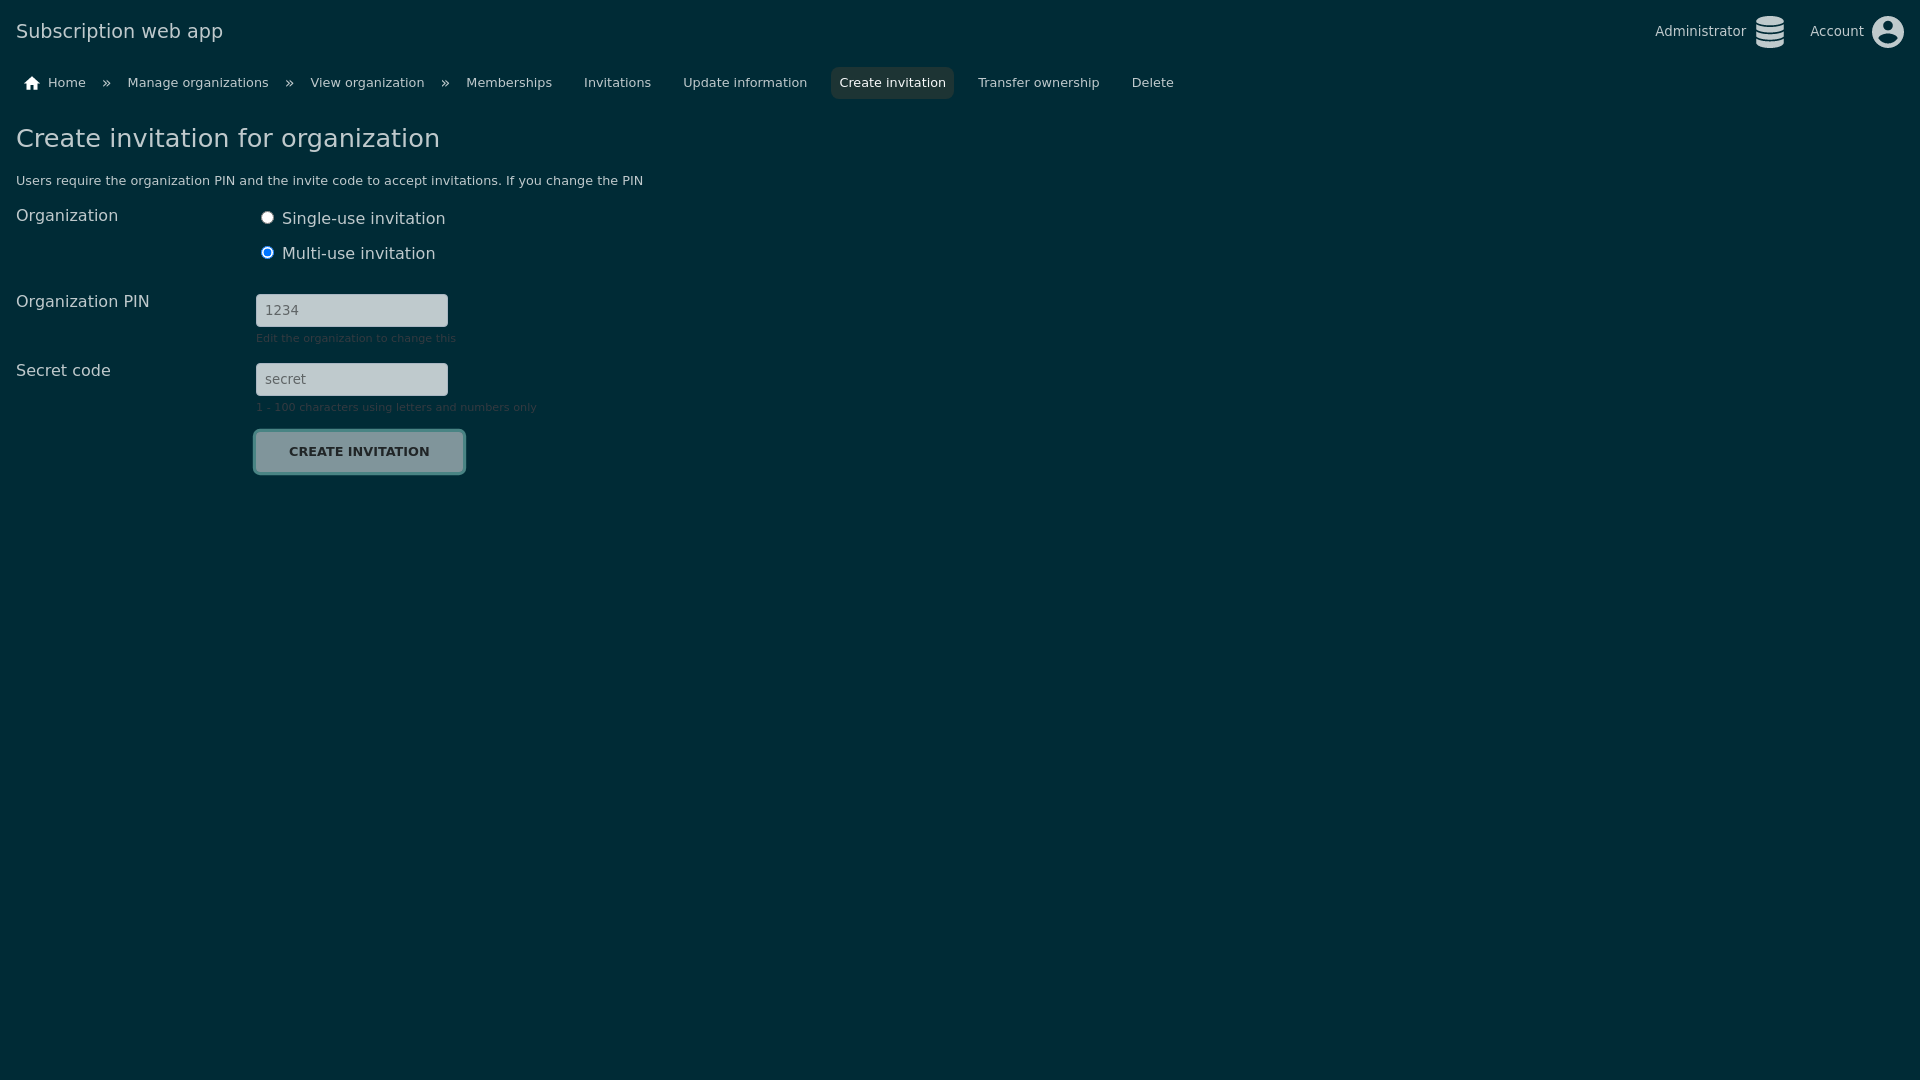 Subscription web app
Administrator
Account
Home » Manage organizations » View organization » Memberships Invitations Update information Create invitation Transfer ownership Delete
Create invitation for organization
Users require the organization PIN and the invite code to accept invitations. If you change the PIN
Organization
Single-use invitation
Multi-use invitation
Organization PIN
1234
Edit the organization to change this
Secret code
secret
1 - 100 characters using letters and numbers only
CREATE INVITATION